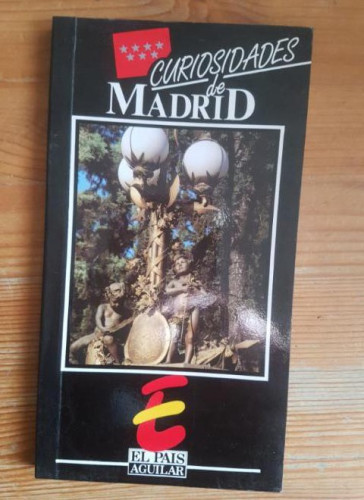 CURIOSIDADES
de
MADRID
EL PAIS
AGUILAR